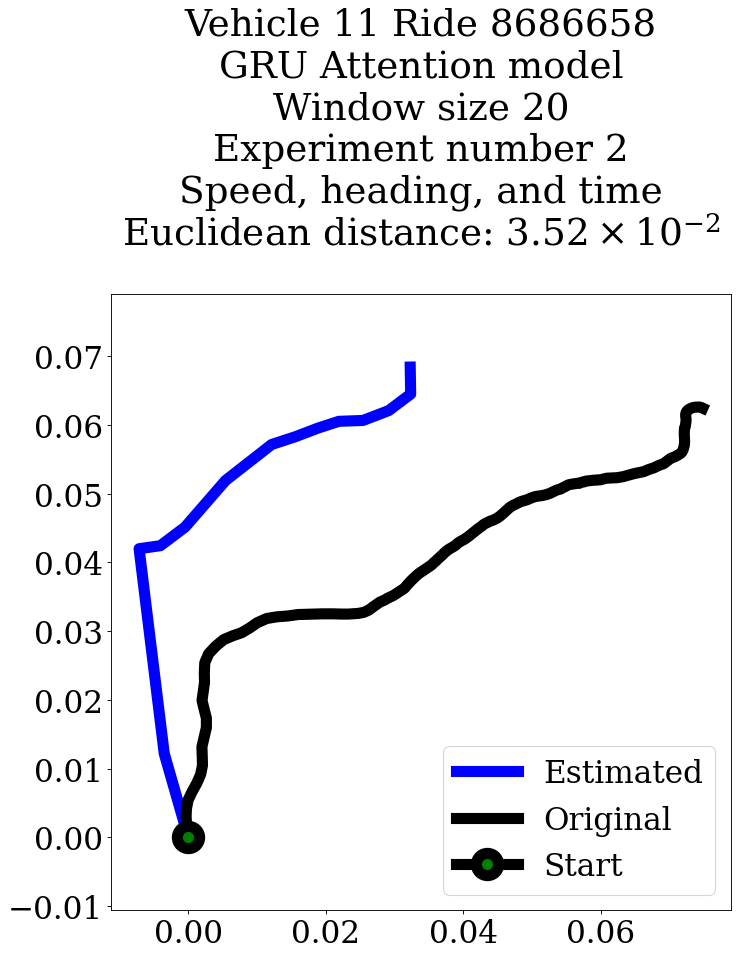 Vehicle 11 Ride 8686658
GRU Attention model
Window size 20
Experiment number 2
Speed, heading, and time
Euclidean distance: 3.52 × 10⁻²
0.07
0.06
0.05
0.04
0.03
0.02
0.01
0.00
−0.01
Estimated
Original
Start
0.00 0.02 0.04 0.06